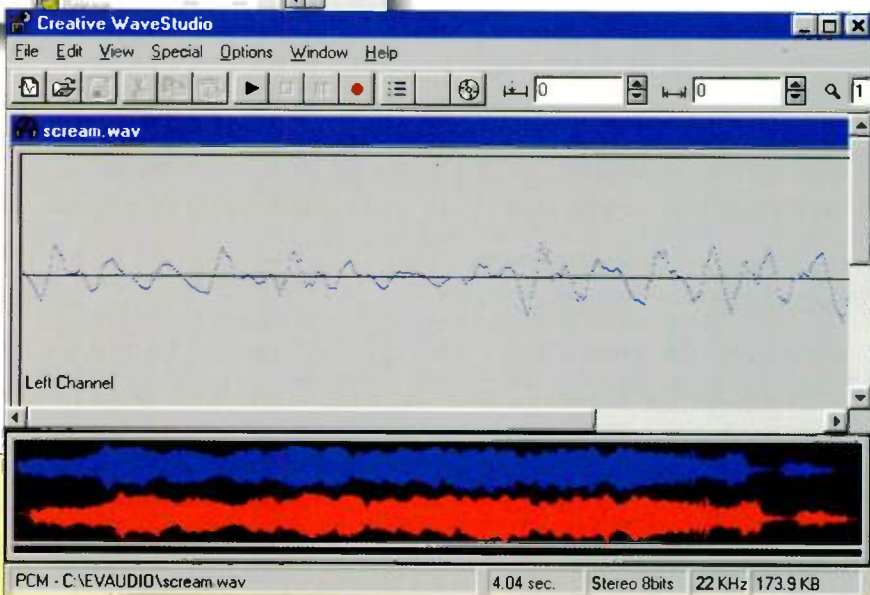 Creative WaveStudio
File Edit View Special Options Window Help
0 0 1
scream.wav
Left Channel
PCM - C:\EVAUDIO\scream.wav 4.04 sec. Stereo 8bits 22 KHz 173.9 KB